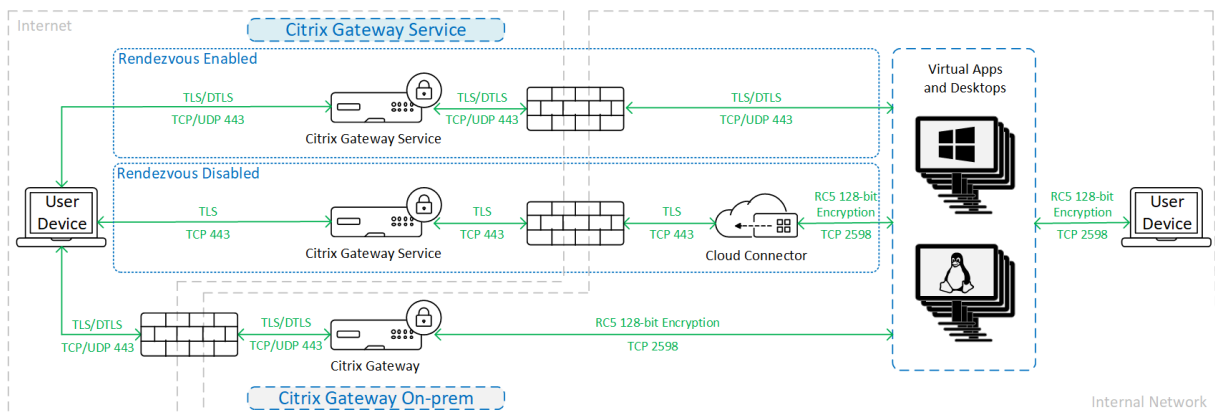 Internet
Citrix Gateway Service
Rendezvous Enabled
TLS/DTLS
TCP/UDP 443
Citrix Gateway Service
TLS/DTLS
TCP/UDP 443
TLS/DTLS
TCP/UDP 443
Virtual Apps
and Desktops
Rendezvous Disabled
User
Device
TLS
TCP 443
Citrix Gateway Service
TLS
TCP 443
TLS
TCP 443
Cloud Connector
RC5 128-bit
Encryption
TCP 2598
RC5 128-bit
Encryption
TCP 2598
User
Device
TLS/DTLS
TCP/UDP 443
TLS/DTLS
TCP/UDP 443
Citrix Gateway
RC5 128-bit Encryption
TCP 2598
Citrix Gateway On-prem
Internal Network